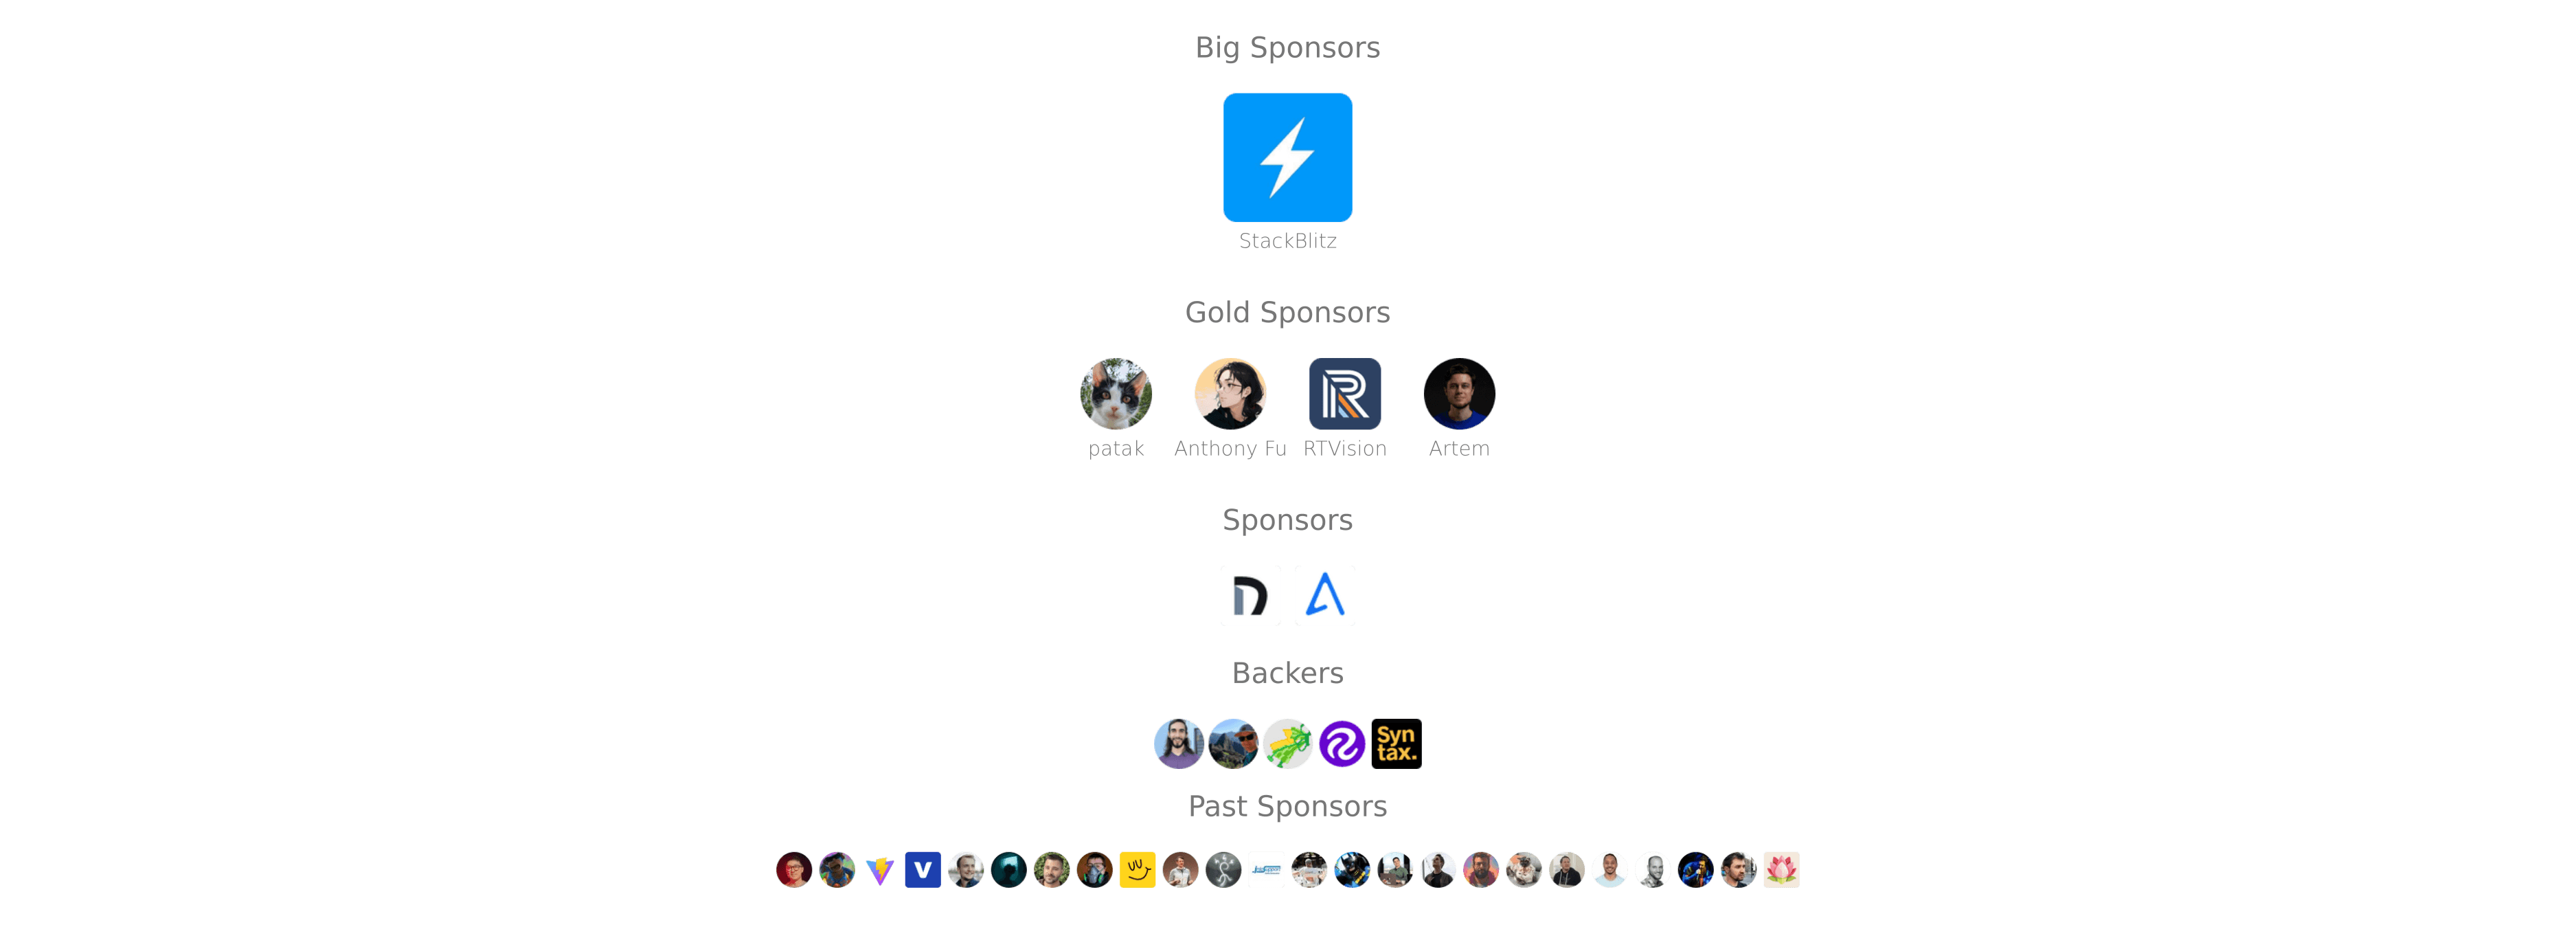 Big Sponsors
StackBlitz
Gold Sponsors
patak Anthony Fu RTVision Artem
Sponsors
Backers
Syn
tax.
Past Sponsors
V